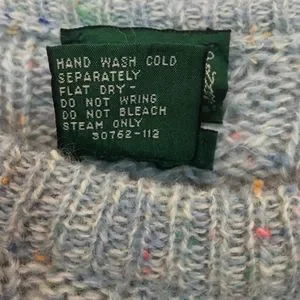 HAND WASH COLD
SEPARATELY
FLAT DRY-
DO NOT WRING
DO NOT BLEACH
STEAM ONLY
30762-112